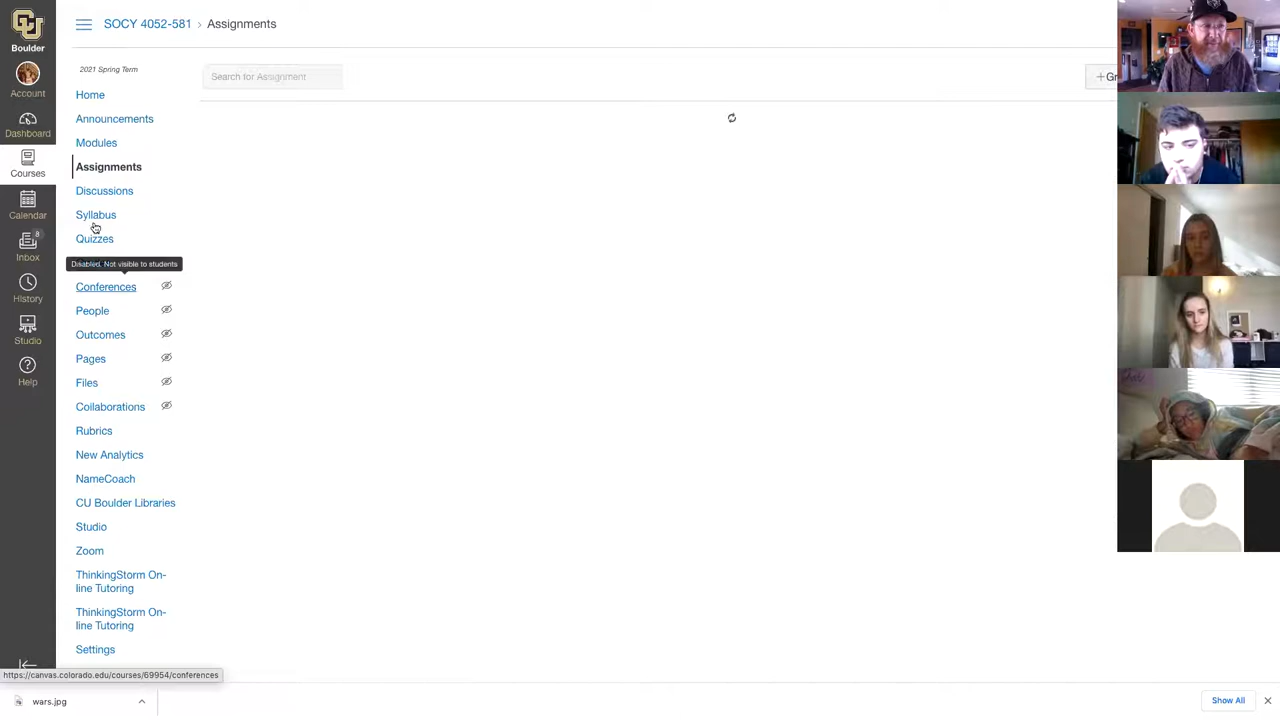 SOCY 4052-581 › Assignments
Boulder
Account
Dashboard
Courses
Calendar
8
Inbox
History
Studio
Help
2021 Spring Term
Home
Announcements
Modules
Assignments
Discussions
Syllabus
Quizzes
Disabled. Not visible to students
Conferences
People
Outcomes
Pages
Files
Collaborations
Rubrics
New Analytics
NameCoach
CU Boulder Libraries
Studio
Zoom
ThinkingStorm On-
line Tutoring
ThinkingStorm On-
line Tutoring
Settings
Search for Assignment
+Gr
https://canvas.colorado.edu/courses/69954/conferences
wars.jpg
Show All